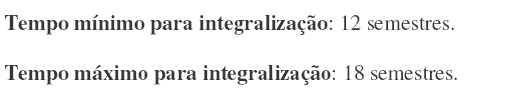 Tempo mínimo para integralização: 12 semestres.
Tempo máximo para integralização: 18 semestres.